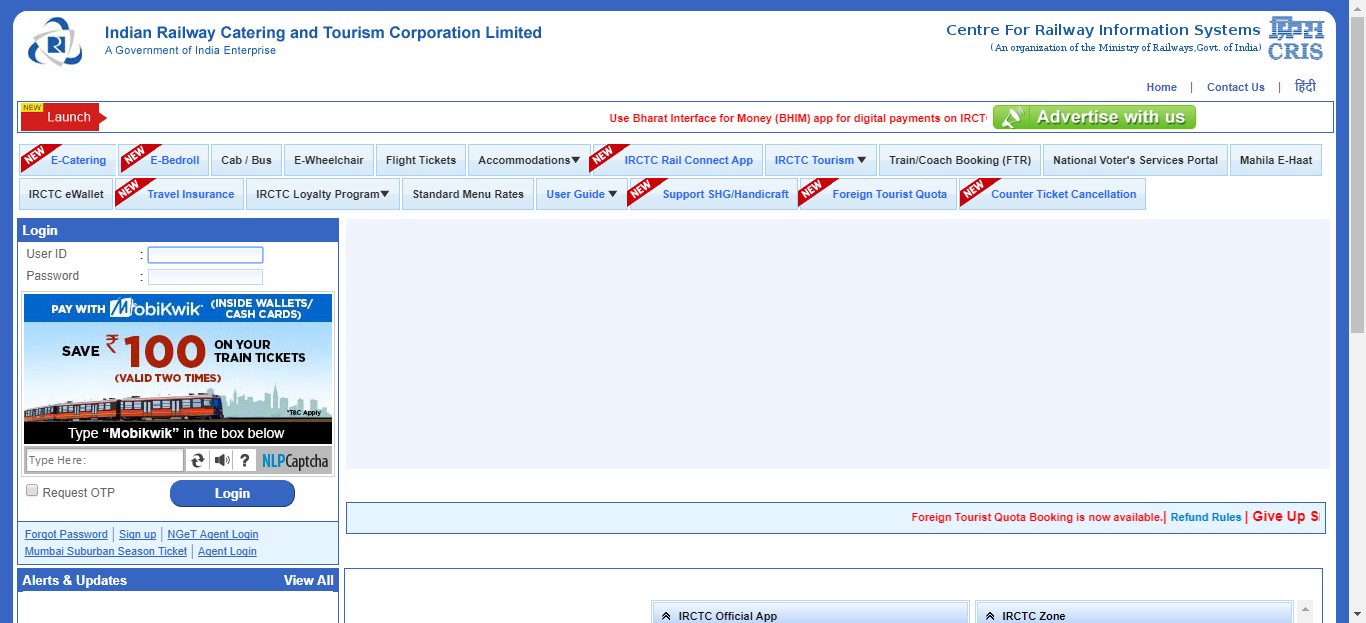 Indian Railway Catering and Tourism Corporation Limited
A Government of India Enterprise
Centre For Railway Information Systems
(An organization of the Ministry of Railways,Govt. of India)
CRIS
Home | Contact Us | हिंदी
NEW
Launch
Use Bharat Interface for Money (BHIM) app for digital payments on IRCT
Advertise with us
NEW E-Catering NEW E-Bedroll Cab / Bus E-Wheelchair Flight Tickets Accommodations▼ NEW IRCTC Rail Connect App IRCTC Tourism ▼ Train/Coach Booking (FTR) National Voter's Services Portal Mahila E-Haat
IRCTC eWallet NEW Travel Insurance IRCTC Loyalty Program▼ Standard Menu Rates User Guide ▼ NEW Support SHG/Handicraft NEW Foreign Tourist Quota NEW Counter Ticket Cancellation
Login
User ID :
Password :
PAY WITH MobiKwik (INSIDE WALLETS/
CASH CARDS)
SAVE ₹100 ON YOUR
TRAIN TICKETS
(VALID TWO TIMES)
*T&C Apply
Type “Mobikwik” in the box below
Type Here: ? NLPCaptcha
Request OTP Login
Forgot Password | Sign up | NGeT Agent Login
Mumbai Suburban Season Ticket | Agent Login
Foreign Tourist Quota Booking is now available.| Refund Rules | Give Up S
Alerts & Updates View All
IRCTC Official App
IRCTC Zone